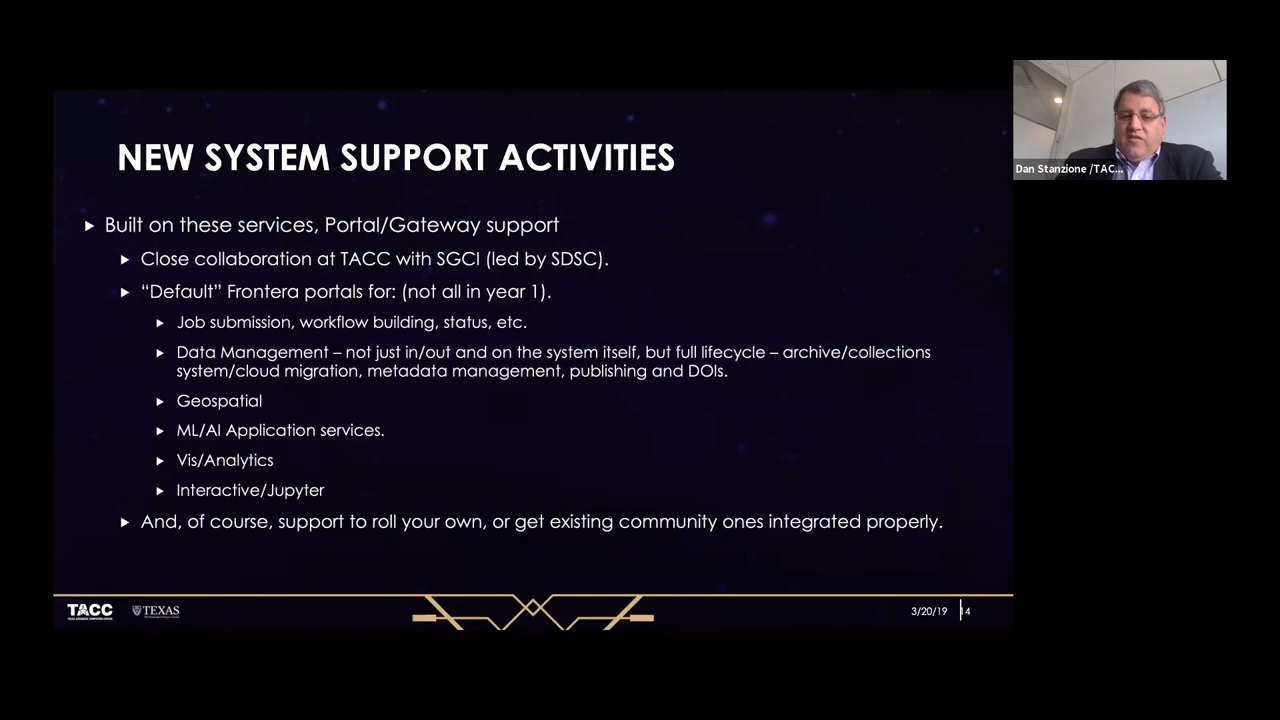 NEW SYSTEM SUPPORT ACTIVITIES
Built on these services, Portal/Gateway support
Close collaboration at TACC with SGCI (led by SDSC).
“Default” Frontera portals for: (not all in year 1).
Job submission, workflow building, status, etc.
Data Management – not just in/out and on the system itself, but full lifecycle – archive/collections
system/cloud migration, metadata management, publishing and DOIs.
Geospatial
ML/AI Application services.
Vis/Analytics
Interactive/Jupyter
And, of course, support to roll your own, or get existing community ones integrated properly.
TACC
TEXAS
3/20/19
14
Dan Stanzione /TAC...